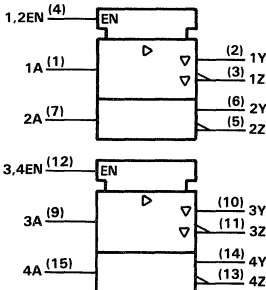 1,2EN (4) EN
1A (1) (2) 1Y
(3) 1Z
2A (7) (6) 2Y
(5) 2Z
3,4EN (12) EN
3A (9) (10) 3Y
(11) 3Z
4A (15) (14) 4Y
(13) 4Z